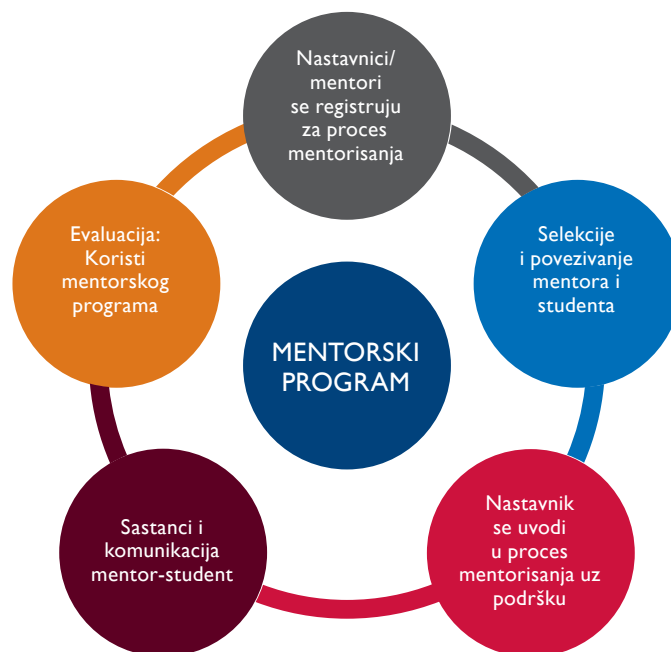 Nastavnici/
mentori
se registruju
za proces
mentorisanja
Selekcije
i povezivanje
mentora i
studenta
Nastavnik
se uvodi
u proces
mentorisanja uz
podršku
Sastanci i
komunikacija
mentor-student
Evaluacija:
Koristi
mentorskog
programa
MENTORSKI
PROGRAM